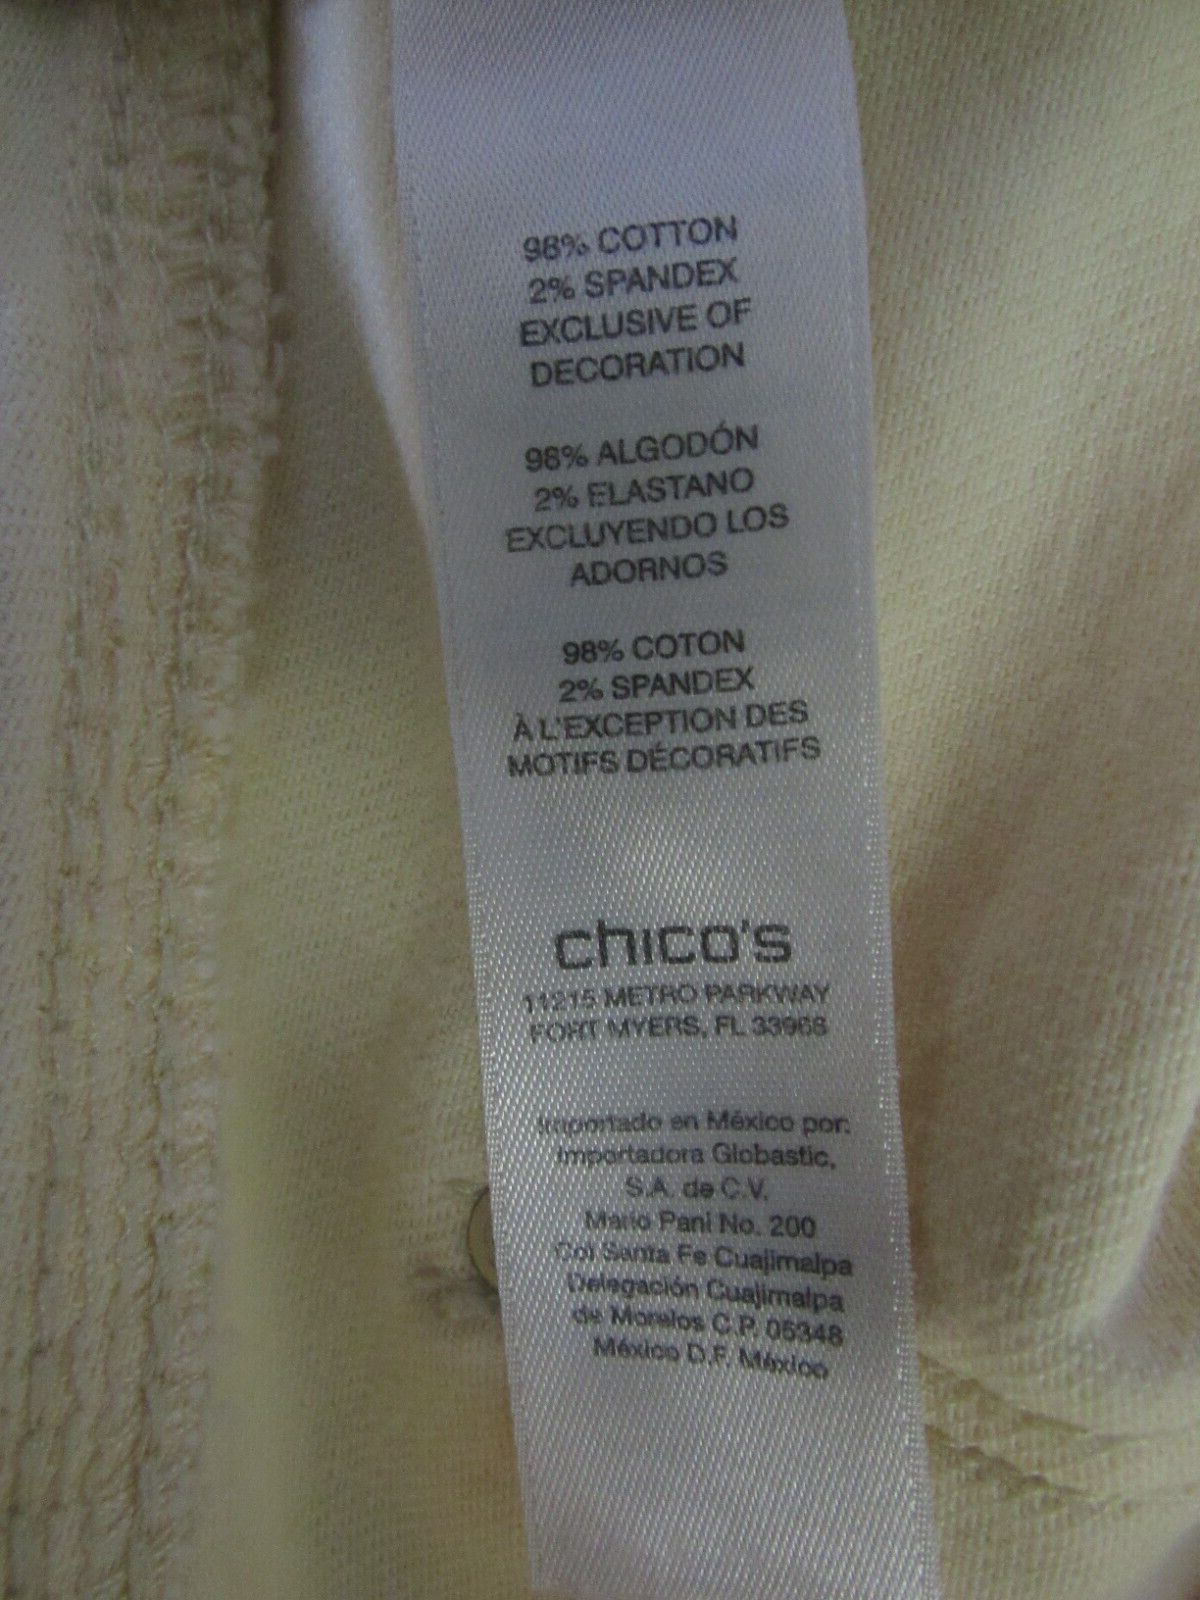 98% COTTON
2% SPANDEX
EXCLUSIVE OF
DECORATION
98% ALGODÓN
2% ELASTANO
EXCLUYENDO LOS
ADORNOS
98% COTON
2% SPANDEX
À L'EXCEPTION DES
MOTIFS DÉCORATIFS
chico's
11215 METRO PARKWAY
FORT MYERS, FL 33966
Importado en México por:
Importadora Globastic,
S.A. de C.V.
Mario Pani No. 200
Col Santa Fe Cuajimalpa
Delegación Cuajimalpa
de Morelos C.P. 05348
México D.F. México